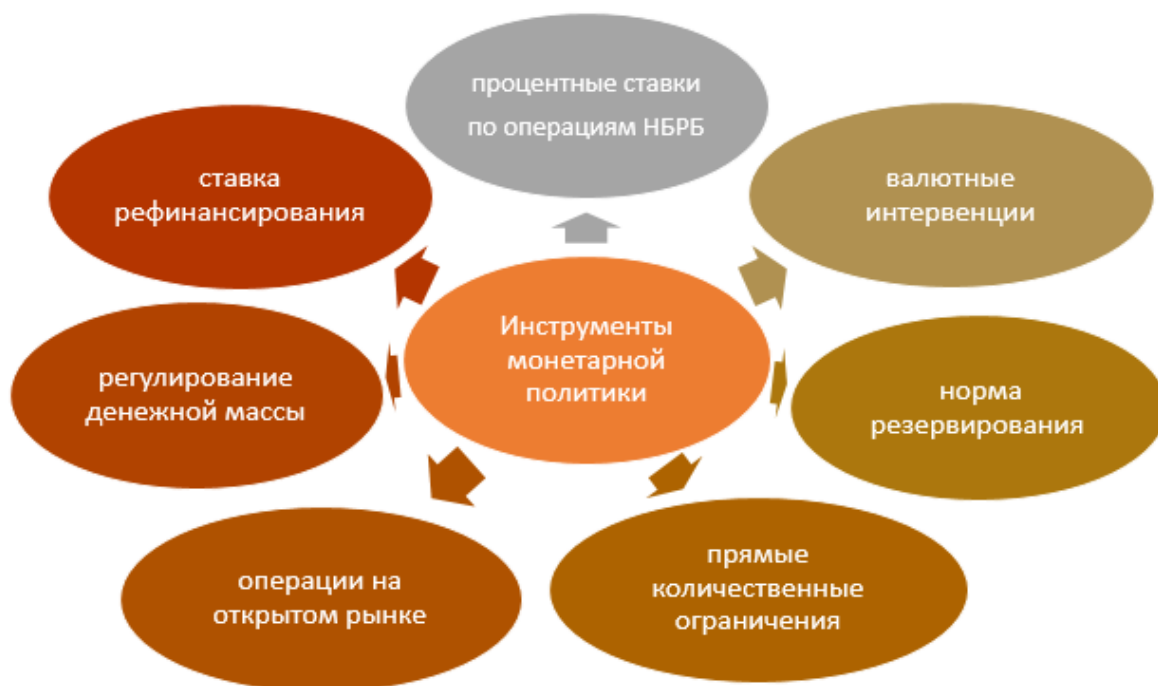 процентные ставки
по операциям НБРБ
ставка
рефинансирования
валютные
интервенции
Инструменты
монетарной
политики
регулирование
денежной массы
норма
резервирования
операции на
открытом рынке
прямые
количественные
ограничения